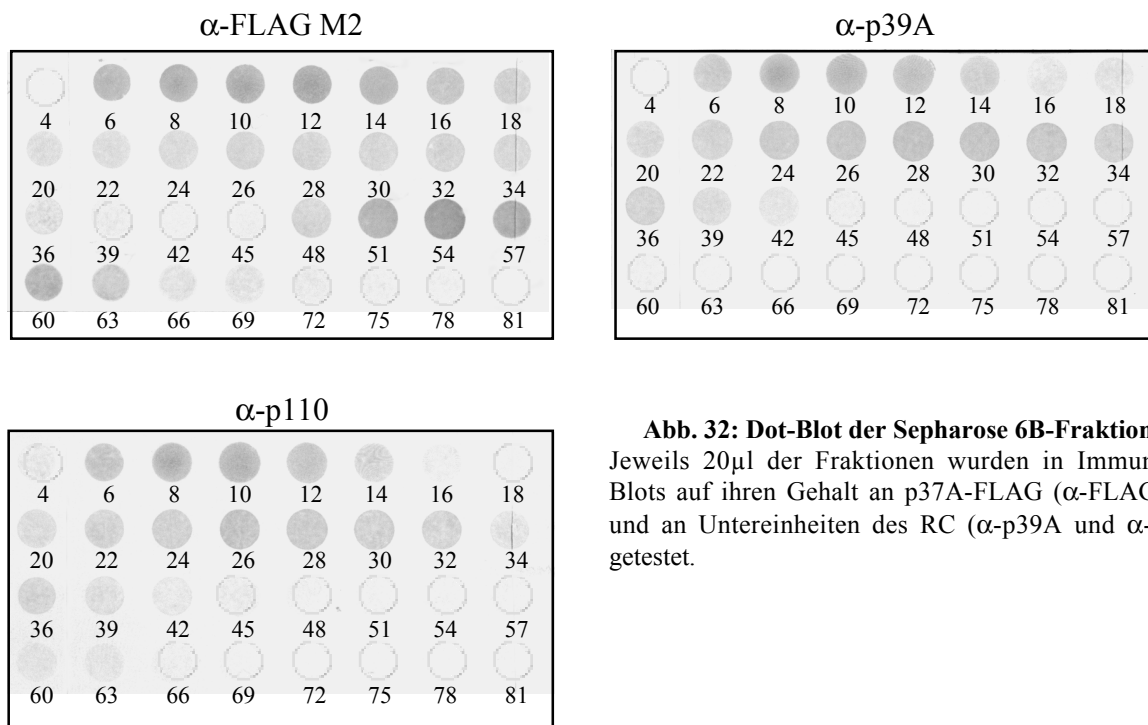 α-FLAG M2
4 6 8 10 12 14 16 18
20 22 24 26 28 30 32 34
36 39 42 45 48 51 54 57
60 63 66 69 72 75 78 81
α-p39A
4 6 8 10 12 14 16 18
20 22 24 26 28 30 32 34
36 39 42 45 48 51 54 57
60 63 66 69 72 75 78 81
α-p110
4 6 8 10 12 14 16 18
20 22 24 26 28 30 32 34
36 39 42 45 48 51 54 57
60 63 66 69 72 75 78 81
Abb. 32: Dot-Blot der Sepharose 6B-Fraktion
Jeweils 20µl der Fraktionen wurden in Immun
Blots auf ihren Gehalt an p37A-FLAG (α-FLAG
und an Untereinheiten des RC (α-p39A und α-
getestet.